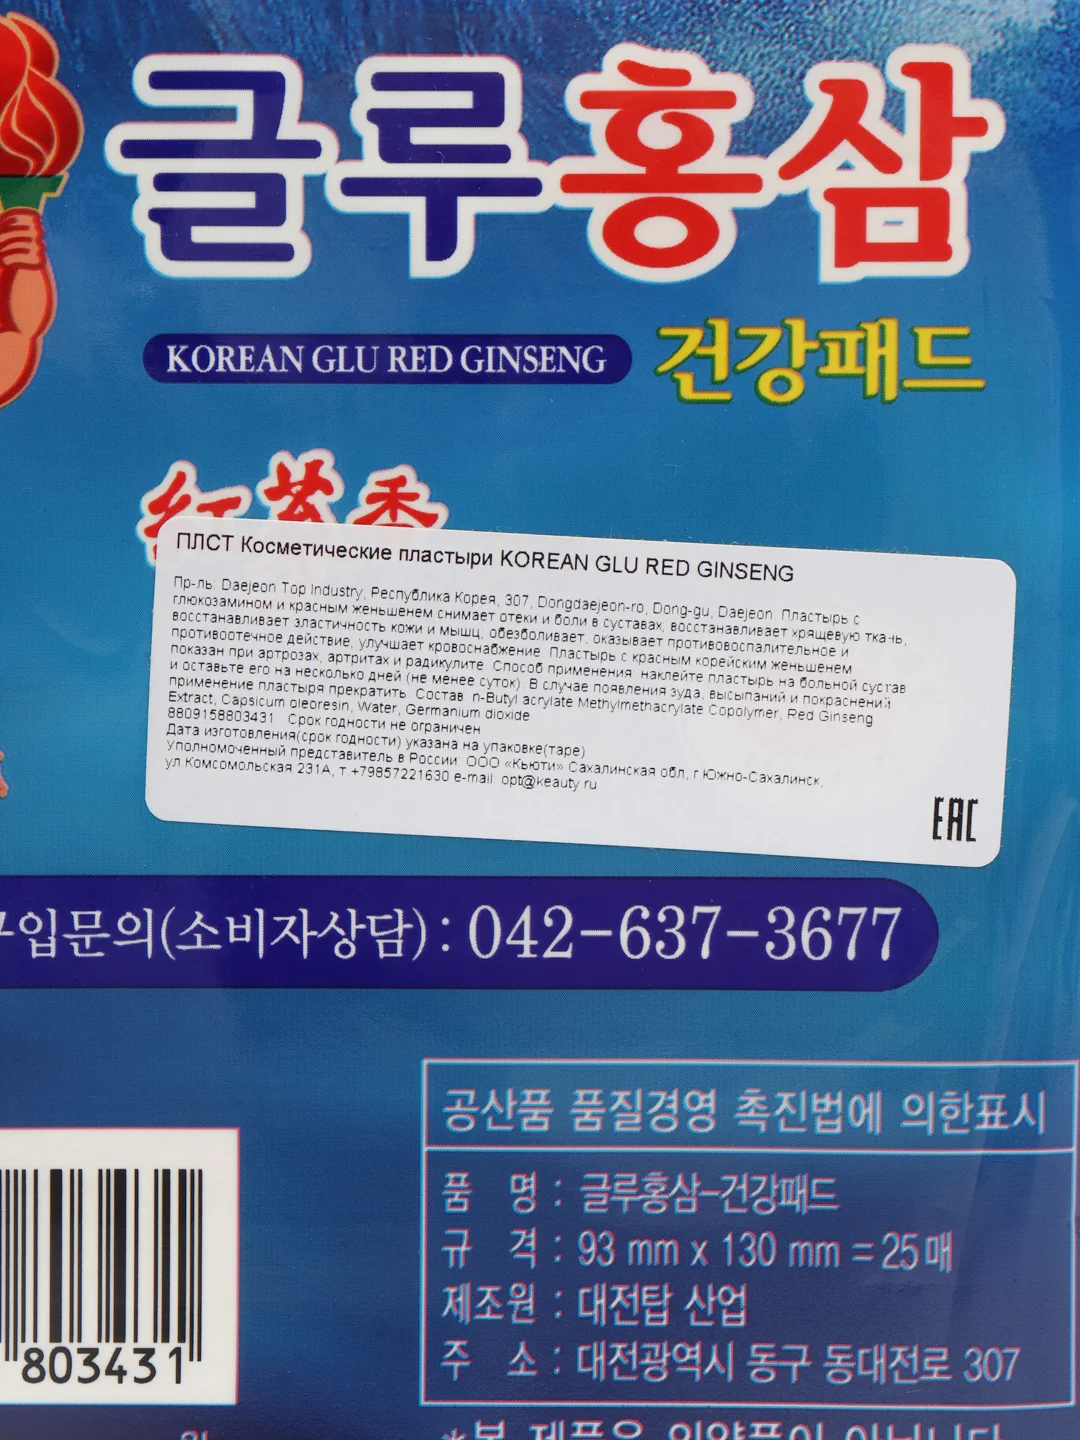 글루홍삼
KOREAN GLU RED GINSENG
건강패드
ПЛСТ Косметические пластыри KOREAN GLU RED GINSENG
Пр-ль: Daejeon Top Industry, Республика Корея, 307, Dongdaejeon-ro, Dong-gu, Daejeon. Пластырь с
глюкозамином и красным женьшенем снимает отеки и боли в суставах, восстанавливает хрящевую ткань,
восстанавливает эластичность кожи и мышц, обезболивает, оказывает противовоспалительное и
противоотечное действие, улучшает кровоснабжение. Пластырь с красным корейским женьшенем
показан при артрозах, артритах и радикулите. Способ применения: наклейте пластырь на больной сустав
и оставьте его на несколько дней (не менее суток). В случае появления зуда, высыпаний и покраснений
применение пластыря прекратить. Состав: n-Butyl acrylate Methylmethacrylate Copolymer, Red Ginseng
Extract, Capsicum oleoresin, Water, Germanium dioxide
8809158803431 Срок годности не ограничен.
Дата изготовления(срок годности) указана на упаковке(таре)
Уполномоченный представитель в России: ООО «Кьюти» Сахалинская обл, г Южно-Сахалинск,
ул.Комсомольская 231А, т.+79857221630 e-mail: opt@keauty.ru
EAC
구입문의(소비자상담) : 042-637-3677
공산품 품질경영 촉진법에 의한표시
품 명 : 글루홍삼-건강패드
규 격 : 93 mm x 130 mm = 25매
제조원 : 대전탑 산업
주 소 : 대전광역시 동구 동대전로 307
803431